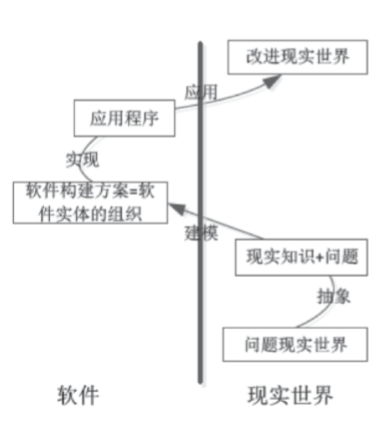 改进现实世界
应用
应用程序
实现
软件构建方案=软
件实体的组织
建模
现实知识+问题
抽象
问题现实世界
软件
现实世界